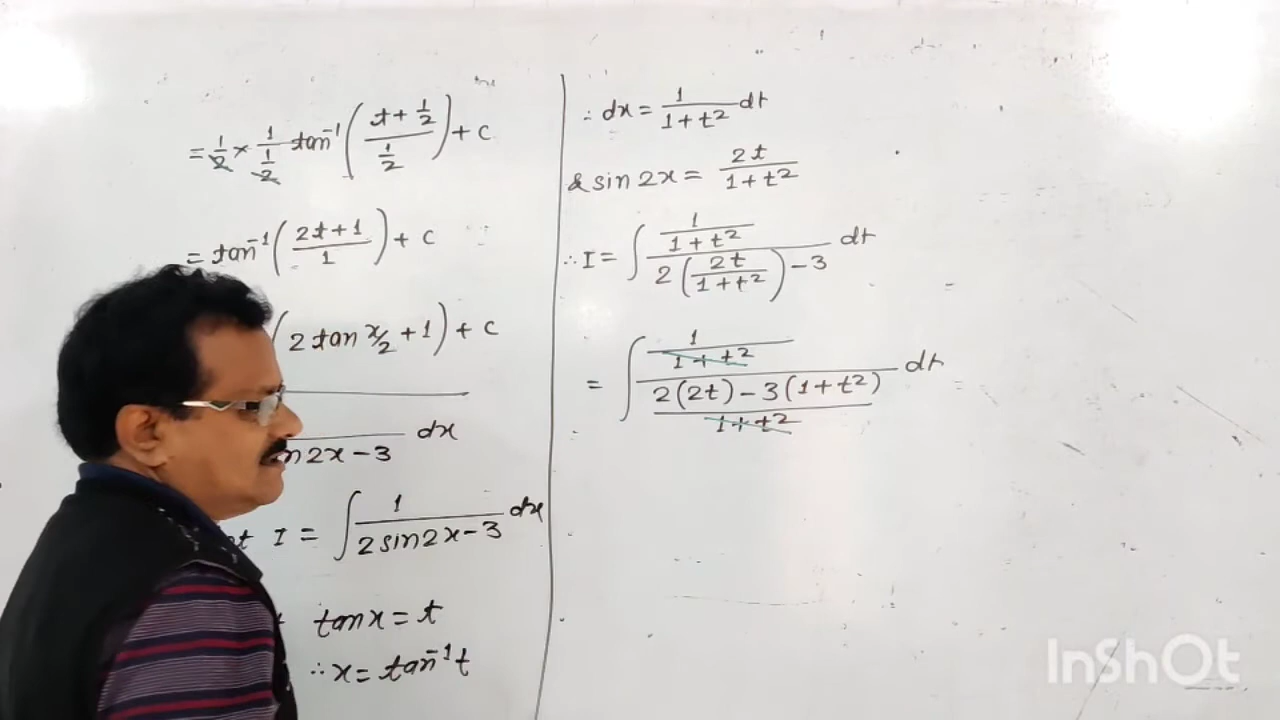 = 1/2 × 1/(1/2) tan⁻¹((t + 1/2)/(1/2)) + c
= tan⁻¹((2t + 1)/1) + c
(2 tan x/2 + 1) + c
n2x − 3 dx
I = ∫ 1/(2 sin2x − 3) dx
tanx = t
∴ x = tan⁻¹t
∴ dx = 1/(1 + t²) dt
& sin 2x = 2t/(1 + t²)
∴ I = ∫ (1/(1 + t²))/(2(2t/(1 + t²)) − 3) dt
= ∫ (1/(1 + t²))/((2(2t) − 3(1 + t²))/(1 + t²)) dt
InShOt